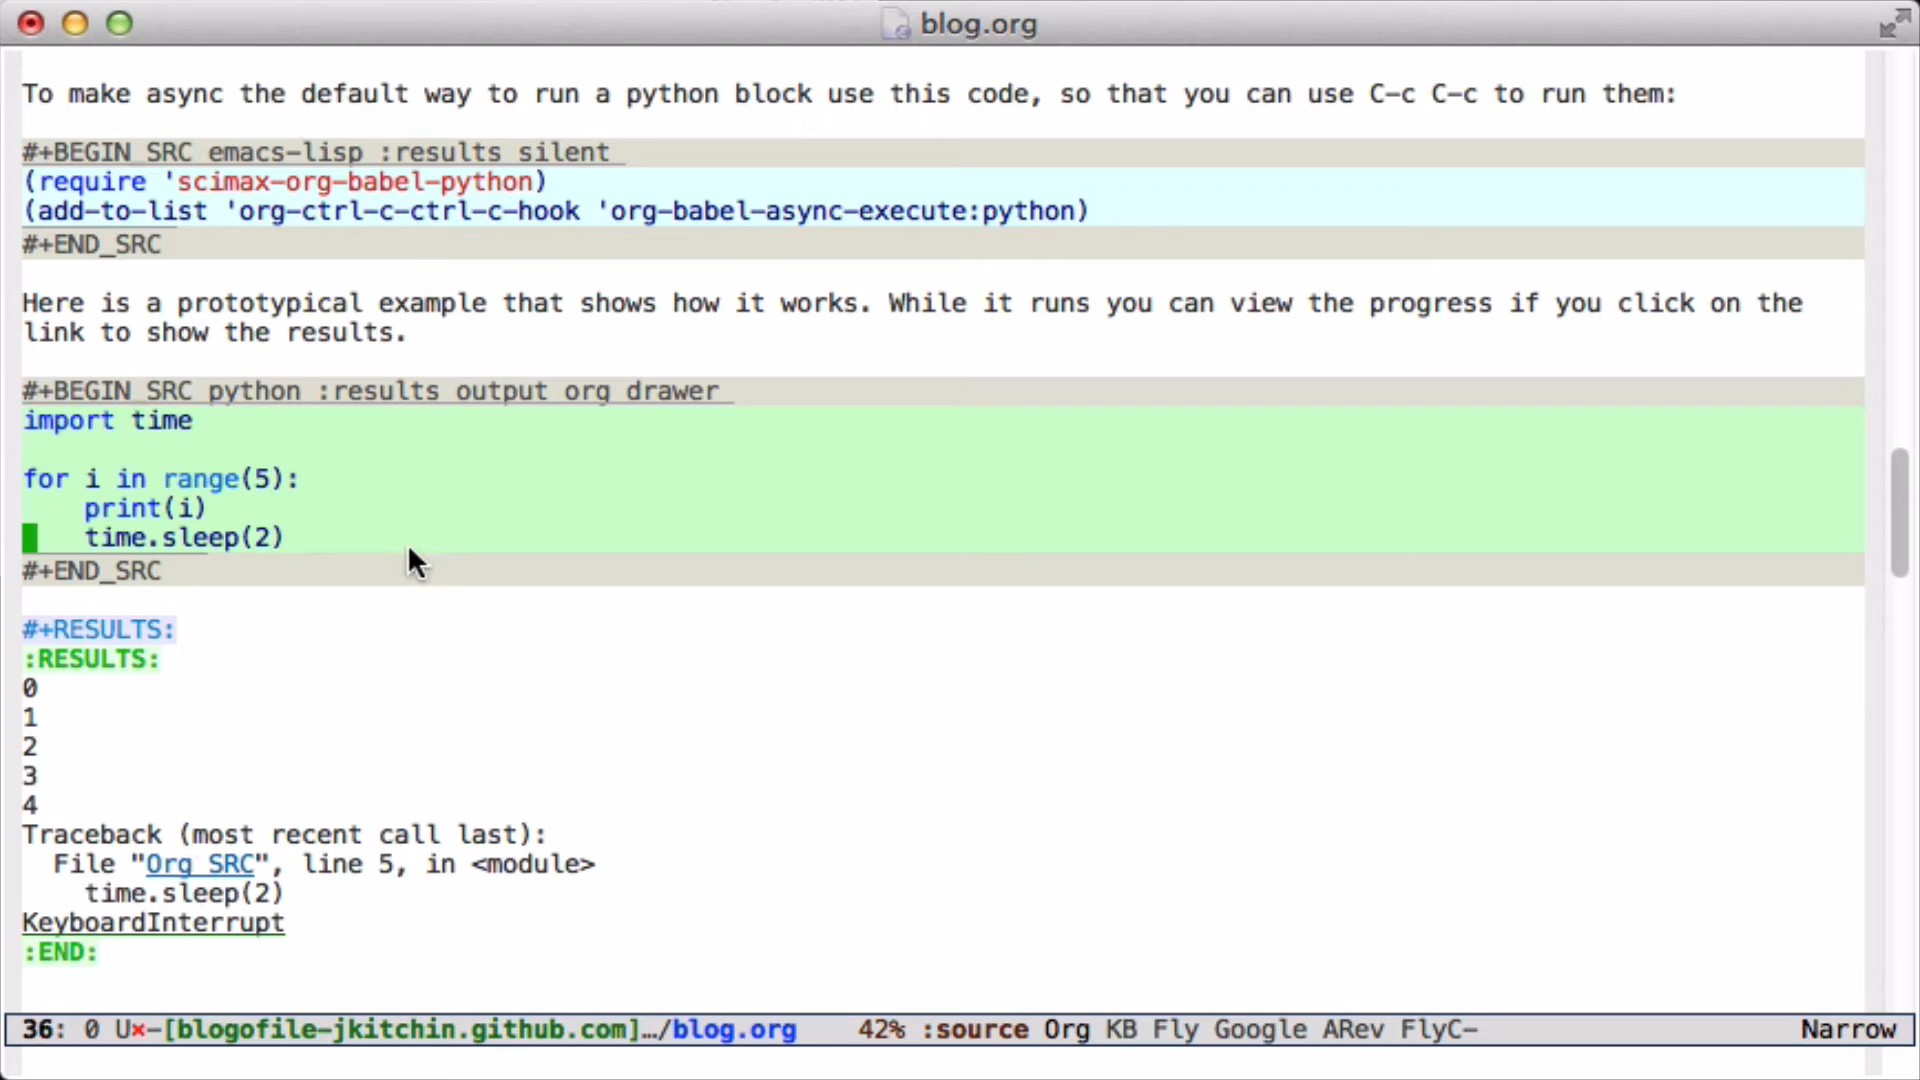 blog.org
To make async the default way to run a python block use this code, so that you can use C-c C-c to run them:
#+BEGIN_SRC emacs-lisp :results silent
(require 'scimax-org-babel-python)
(add-to-list 'org-ctrl-c-ctrl-c-hook 'org-babel-async-execute:python)
#+END_SRC
Here is a prototypical example that shows how it works. While it runs you can view the progress if you click on the
link to show the results.
#+BEGIN_SRC python :results output org drawer
import time
for i in range(5):
    print(i)
    time.sleep(2)
#+END_SRC
#+RESULTS:
:RESULTS:
0
1
2
3
4
Traceback (most recent call last):
  File "Org SRC", line 5, in <module>
    time.sleep(2)
KeyboardInterrupt
:END:
36: 0 U×-[blogofile-jkitchin.github.com]…/blog.org 42% :source Org KB Fly Google ARev FlyC- Narrow